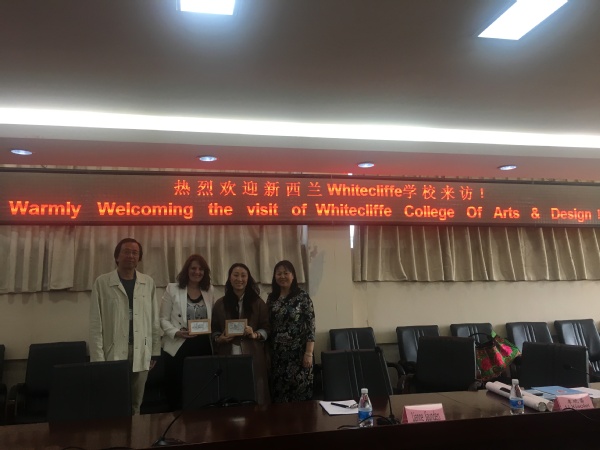 热烈欢迎新西兰Whitecliffe学校来访！
Warmly Welcoming the visit of Whitecliffe College Of Arts & Design！